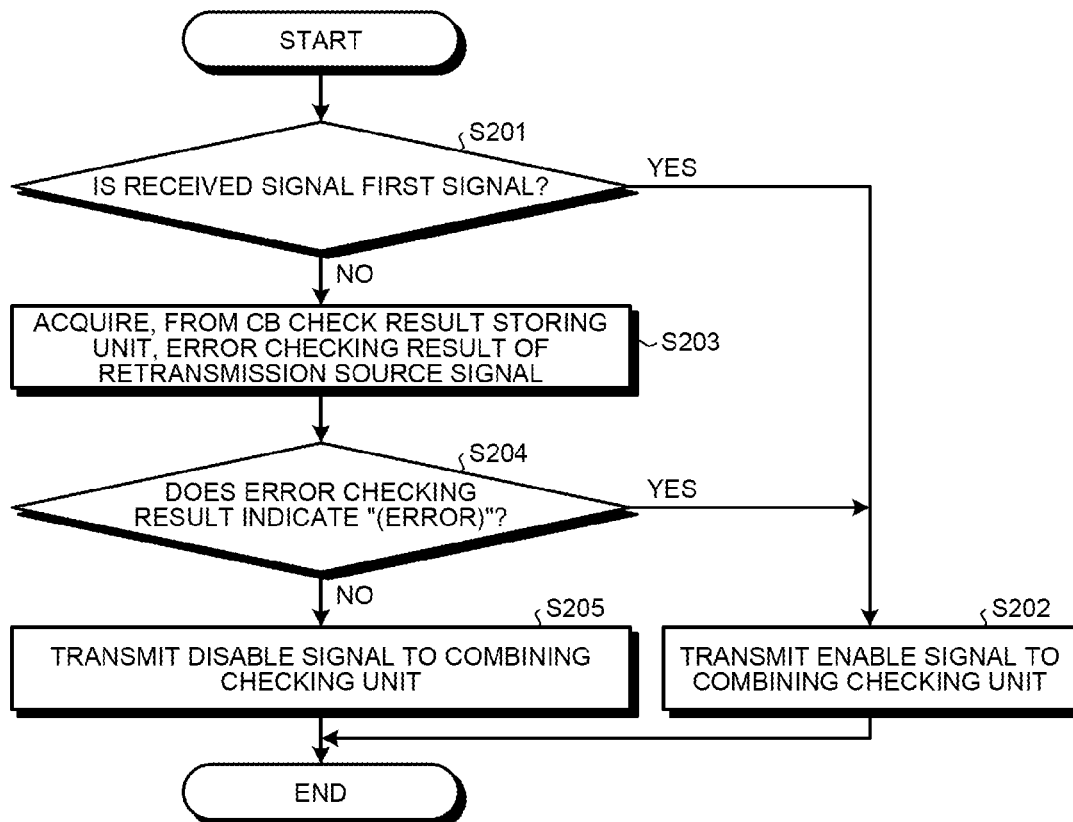 START
S201
IS RECEIVED SIGNAL FIRST SIGNAL?
YES
NO
ACQUIRE, FROM CB CHECK RESULT STORING
UNIT, ERROR CHECKING RESULT OF
RETRANSMISSION SOURCE SIGNAL
S203
S204
DOES ERROR CHECKING
RESULT INDICATE "(ERROR)"?
YES
NO
S205
TRANSMIT DISABLE SIGNAL TO COMBINING
CHECKING UNIT
S202
TRANSMIT ENABLE SIGNAL TO
COMBINING CHECKING UNIT
END